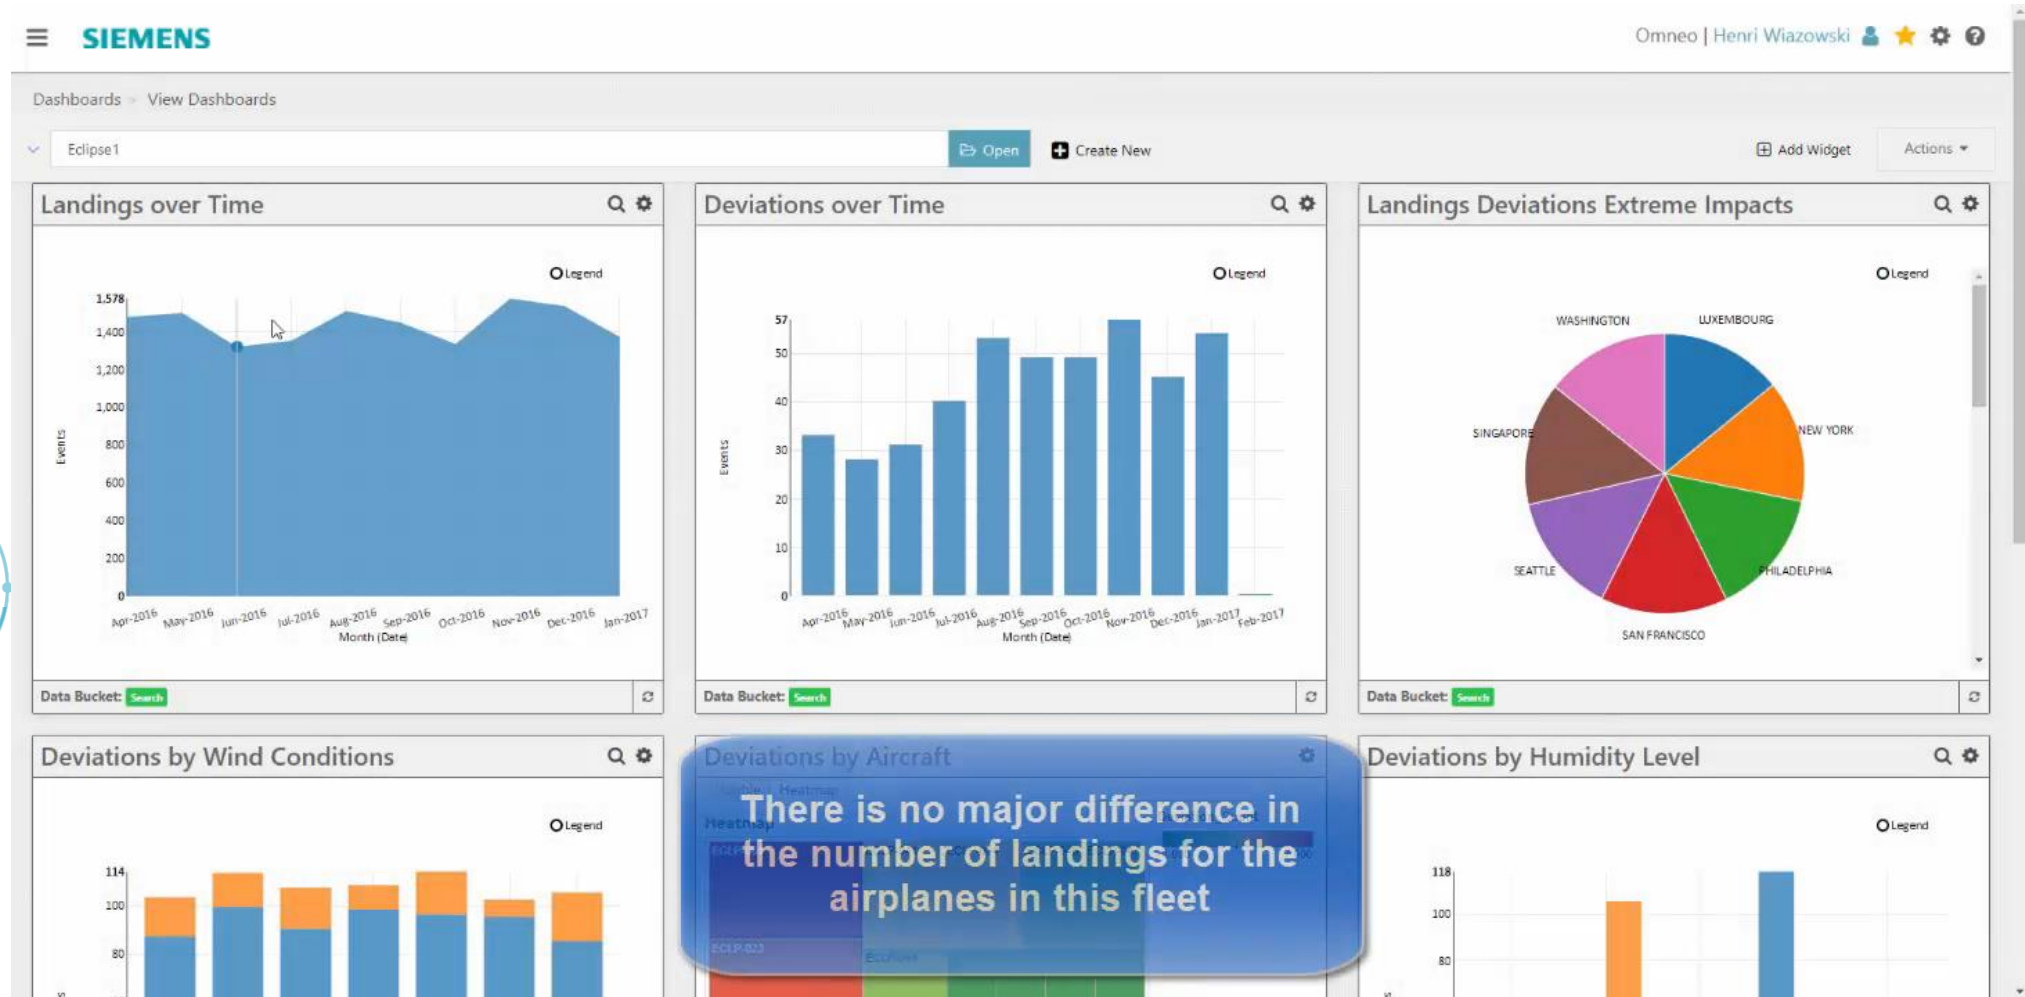 SIEMENS
Omneo | Henri Wiazowski
Dashboards » View Dashboards
Eclipse1
Open
Create New
Add Widget
Actions
Landings over Time
Legend
1,578
1,400
1,200
1,000
800
600
400
200
0
Events
Apr-2016 May-2016 Jun-2016 Jul-2016 Aug-2016 Sep-2016 Oct-2016 Nov-2016 Dec-2016 Jan-2017
Month (Date)
Data Bucket: Search
Deviations over Time
Legend
57
50
40
30
20
10
0
Events
Apr-2016 May-2016 Jun-2016 Jul-2016 Aug-2016 Sep-2016 Oct-2016 Nov-2016 Dec-2016 Jan-2017 Feb-2017
Month (Date)
Data Bucket: Search
Landings Deviations Extreme Impacts
Legend
WASHINGTON
LUXEMBOURG
SINGAPORE
NEW YORK
SEATTLE
PHILADELPHIA
SAN FRANCISCO
Data Bucket: Search
Deviations by Wind Conditions
Legend
114
100
80
Deviations by Aircraft
Heatmap
Heatmap
There is no major difference in
the number of landings for the
airplanes in this fleet
ECLP-023
Deviations by Humidity Level
Legend
118
100
80